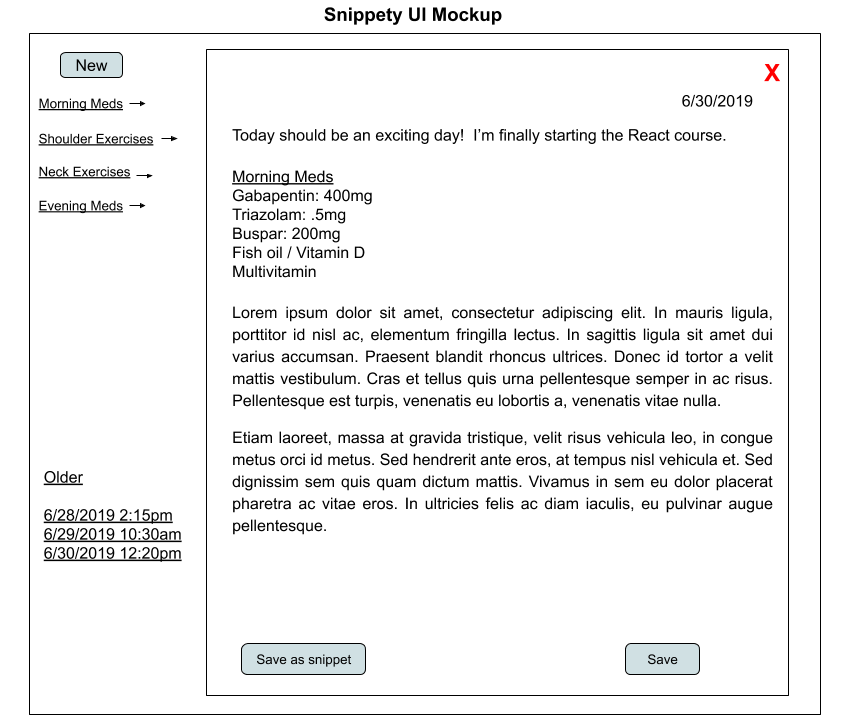 Snippety UI Mockup
New
Morning Meds
Shoulder Exercises
Neck Exercises
Evening Meds
Older
6/28/2019 2:15pm
6/29/2019 10:30am
6/30/2019 12:20pm
X
6/30/2019
Today should be an exciting day!  I'm finally starting the React course.
Morning Meds
Gabapentin: 400mg
Triazolam: .5mg
Buspar: 200mg
Fish oil / Vitamin D
Multivitamin
Lorem ipsum dolor sit amet, consectetur adipiscing elit. In mauris ligula,
porttitor id nisl ac, elementum fringilla lectus. In sagittis ligula sit amet dui
varius accumsan. Praesent blandit rhoncus ultrices. Donec id tortor a velit
mattis vestibulum. Cras et tellus quis urna pellentesque semper in ac risus.
Pellentesque est turpis, venenatis eu lobortis a, venenatis vitae nulla.
Etiam laoreet, massa at gravida tristique, velit risus vehicula leo, in congue
metus orci id metus. Sed hendrerit ante eros, at tempus nisl vehicula et. Sed
dignissim sem quis quam dictum mattis. Vivamus in sem eu dolor placerat
pharetra ac vitae eros. In ultricies felis ac diam iaculis, eu pulvinar augue
pellentesque.
Save as snippet
Save